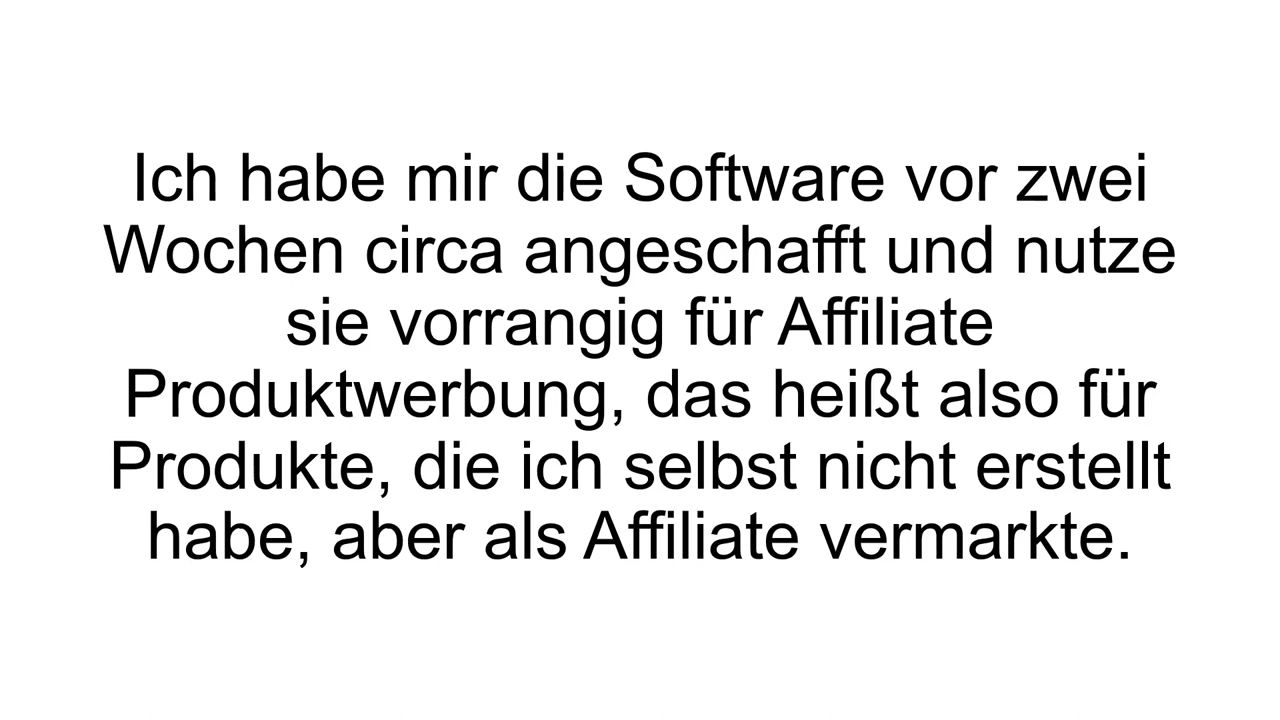 Ich habe mir die Software vor zwei
Wochen circa angeschafft und nutze
sie vorrangig für Affiliate
Produktwerbung, das heißt also für
Produkte, die ich selbst nicht erstellt
habe, aber als Affiliate vermarkte.